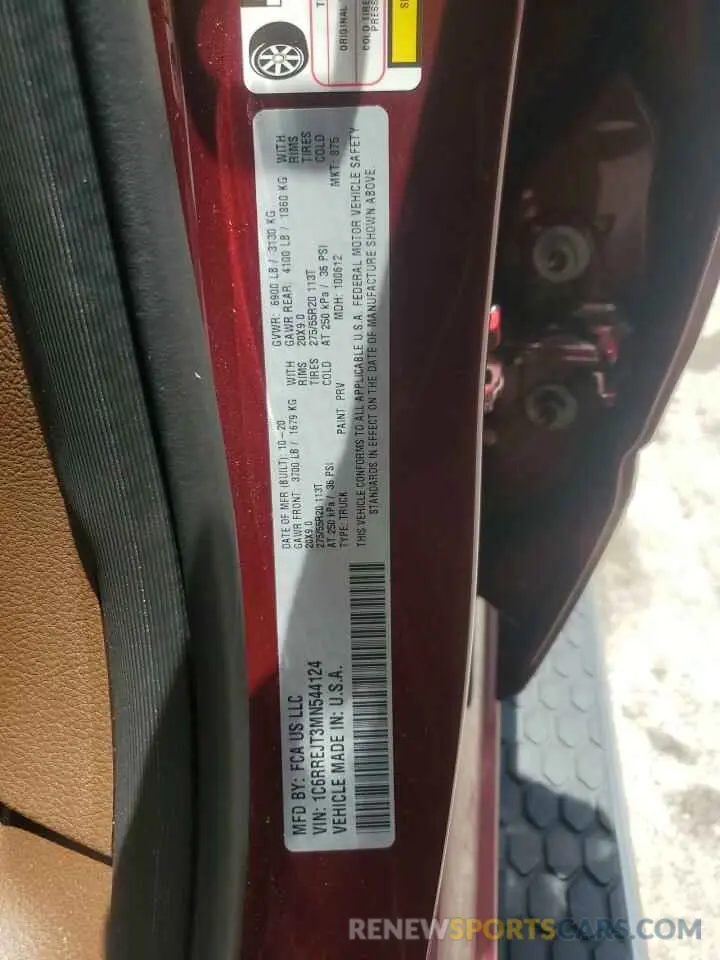 ORIGINAL
COLD TIRE
PRESS
MFD BY: FCA US LLC
VIN: 1C6RREJT3MN544124
VEHICLE MADE IN: U.S.A.
DATE OF MFR (BUILT): 10-20 GVWR: 6900 LB / 3130 KG
GAWR FRONT: 3700 LB / 1679 KG WITH GAWR REAR: 4100 LB / 1860 KG WITH
20X9.0 RIMS 20X9.0 RIMS
275/55R20 113T TIRES 275/55R20 113T TIRES
AT 250 kPa / 36 PSI COLD AT 250 kPa / 36 PSI COLD
TYPE: TRUCK PAINT: PRV MDH: 100612 MKT: 875
THIS VEHICLE CONFORMS TO ALL APPLICABLE U.S.A. FEDERAL MOTOR VEHICLE SAFETY
STANDARDS IN EFFECT ON THE DATE OF MANUFACTURE SHOWN ABOVE.
RENEWSPORTSCARS.COM